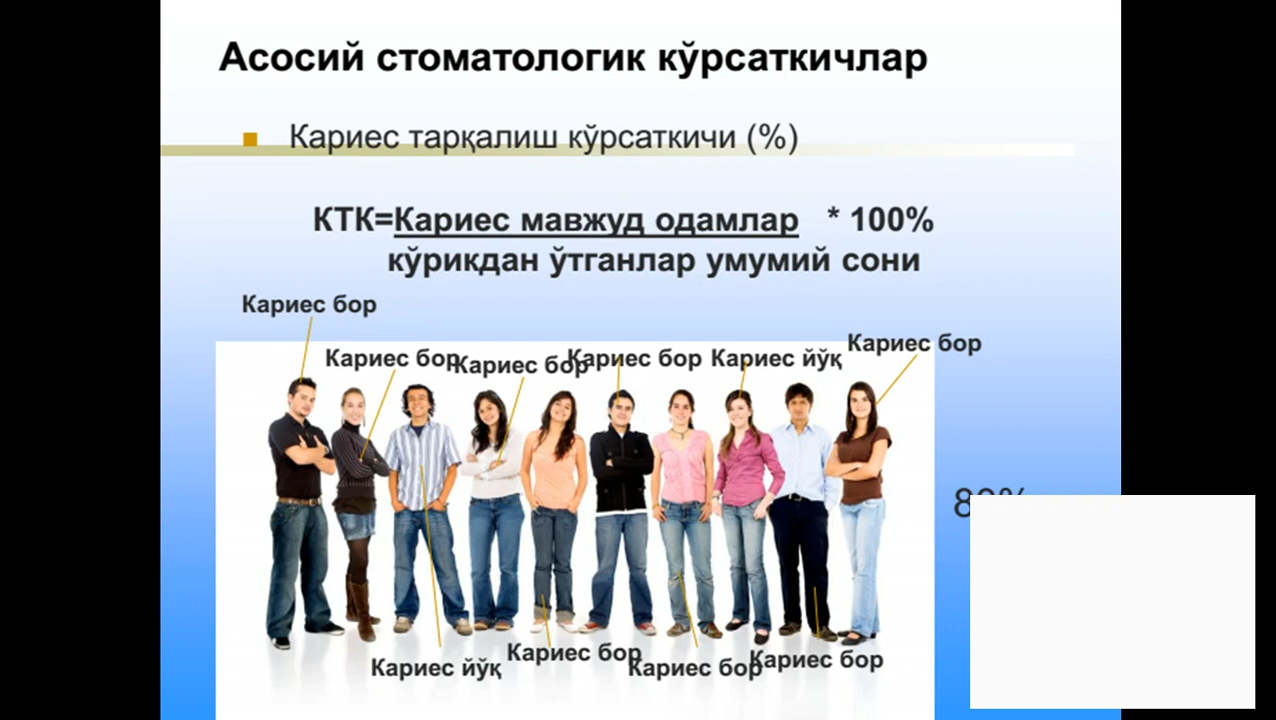 Асосий стоматологик кўрсаткичлар
Кариес тарқалиш кўрсаткичи (%)
КТК=Кариес мавжуд одамлар * 100%
кўрикдан ўтганлар умумий сони
Кариес бор
Кариес бор
Кариес бор
Кариес бор
Кариес бор
Кариес йўқ
Кариес йўқ
Кариес бор
Кариес бор
Кариес бор